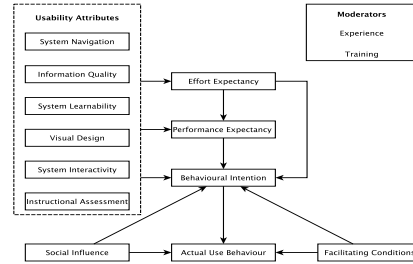 Usability Attributes
System Navigation
Information Quality
System Learnability
Visual Design
System Interactivity
Instructional Assessment
Moderators
Experience
Training
Effort Expectancy
Performance Expectancy
Behavioural Intention
Social Influence
Actual Use Behaviour
Facilitating Conditions